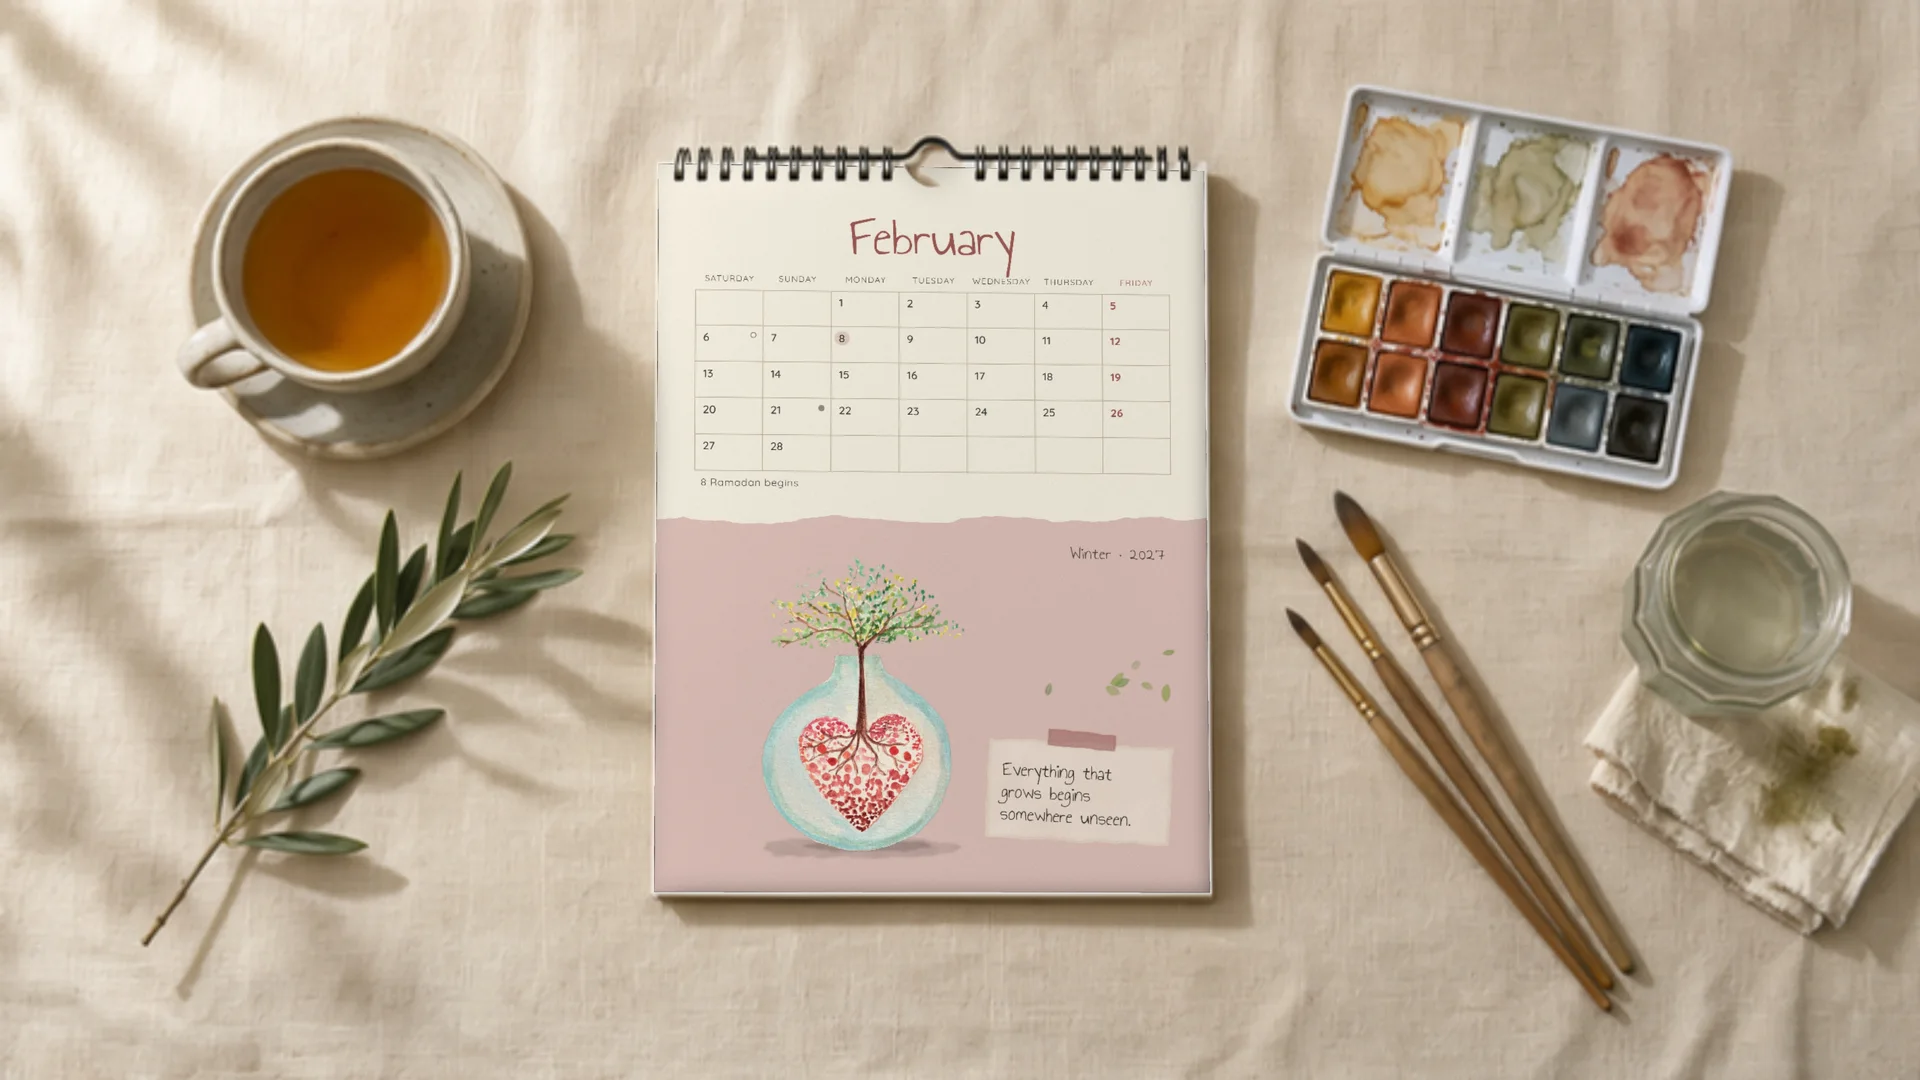 February
SATURDAY SUNDAY MONDAY TUESDAY WEDNESDAY THURSDAY FRIDAY
1 2 3 4 5
6 7 8 9 10 11 12
13 14 15 16 17 18 19
20 21 22 23 24 25 26
27 28
8 Ramadan begins
Winter · 2027
Everything that
grows begins
somewhere unseen.